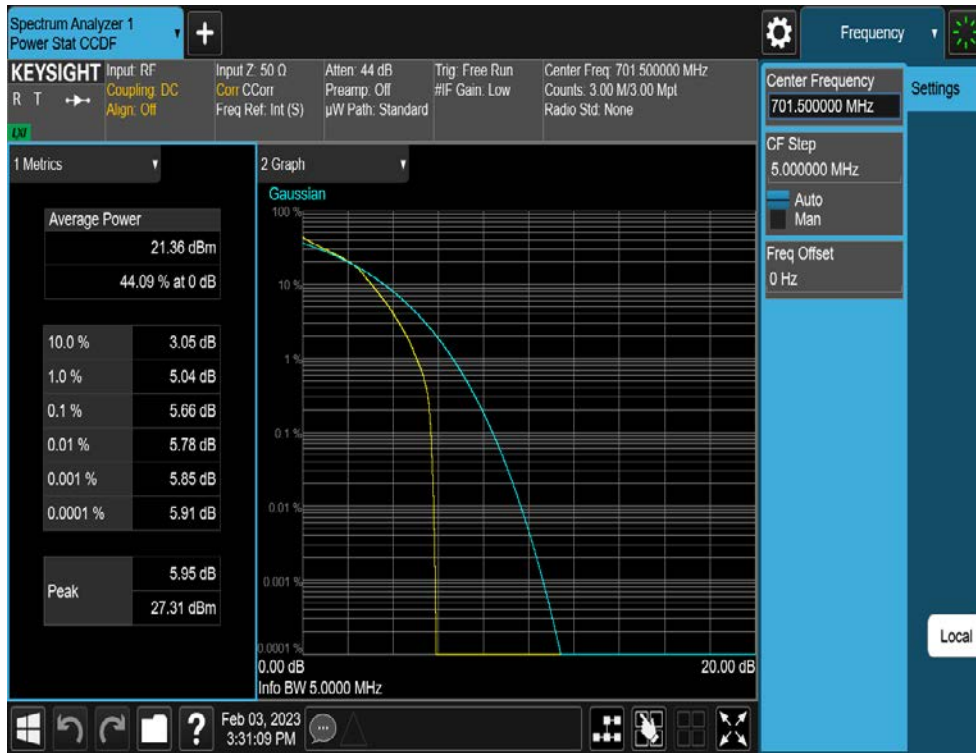 Spectrum Analyzer 1
Power Stat CCDF
+
Frequency
KEYSIGHT
R T
LXI
Input: RF
Coupling: DC
Align: Off
Input Z: 50 Ω
Corr CCorr
Freq Ref: Int (S)
Atten: 44 dB
Preamp: Off
µW Path: Standard
Trig: Free Run
#IF Gain: Low
Center Freq: 701.500000 MHz
Counts: 3.00 M/3.00 Mpt
Radio Std: None
Center Frequency
701.500000 MHz
Settings
CF Step
5.000000 MHz
Auto
Man
Freq Offset
0 Hz
1 Metrics
Average Power
21.36 dBm
44.09 % at 0 dB
10.0 % 3.05 dB
1.0 % 5.04 dB
0.1 % 5.66 dB
0.01 % 5.78 dB
0.001 % 5.85 dB
0.0001 % 5.91 dB
Peak
5.95 dB
27.31 dBm
2 Graph
Gaussian
100 %
10 %
1 %
0.1 %
0.01 %
0.001 %
0.0001 %
0.00 dB 20.00 dB
Info BW 5.0000 MHz
Local
?
Feb 03, 2023
3:31:09 PM